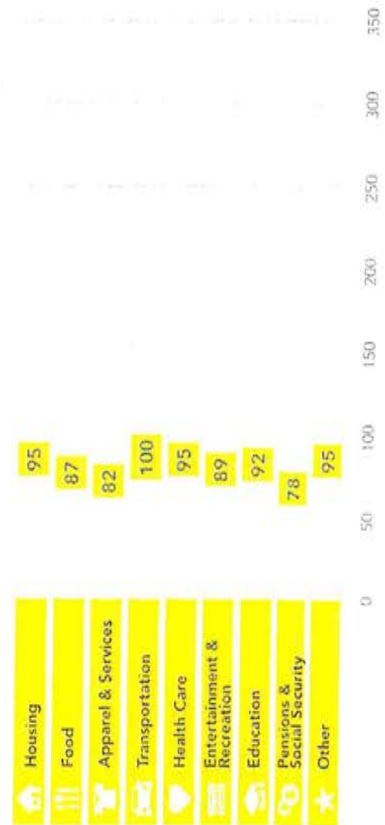 Housing 95
Food 87
Apparel & Services 82
Transportation 100
Health Care 95
Entertainment &
Recreation 89
Education 92
Pensions &
Social Security 78
Other 95
0 50 100 150 200 250 300 350